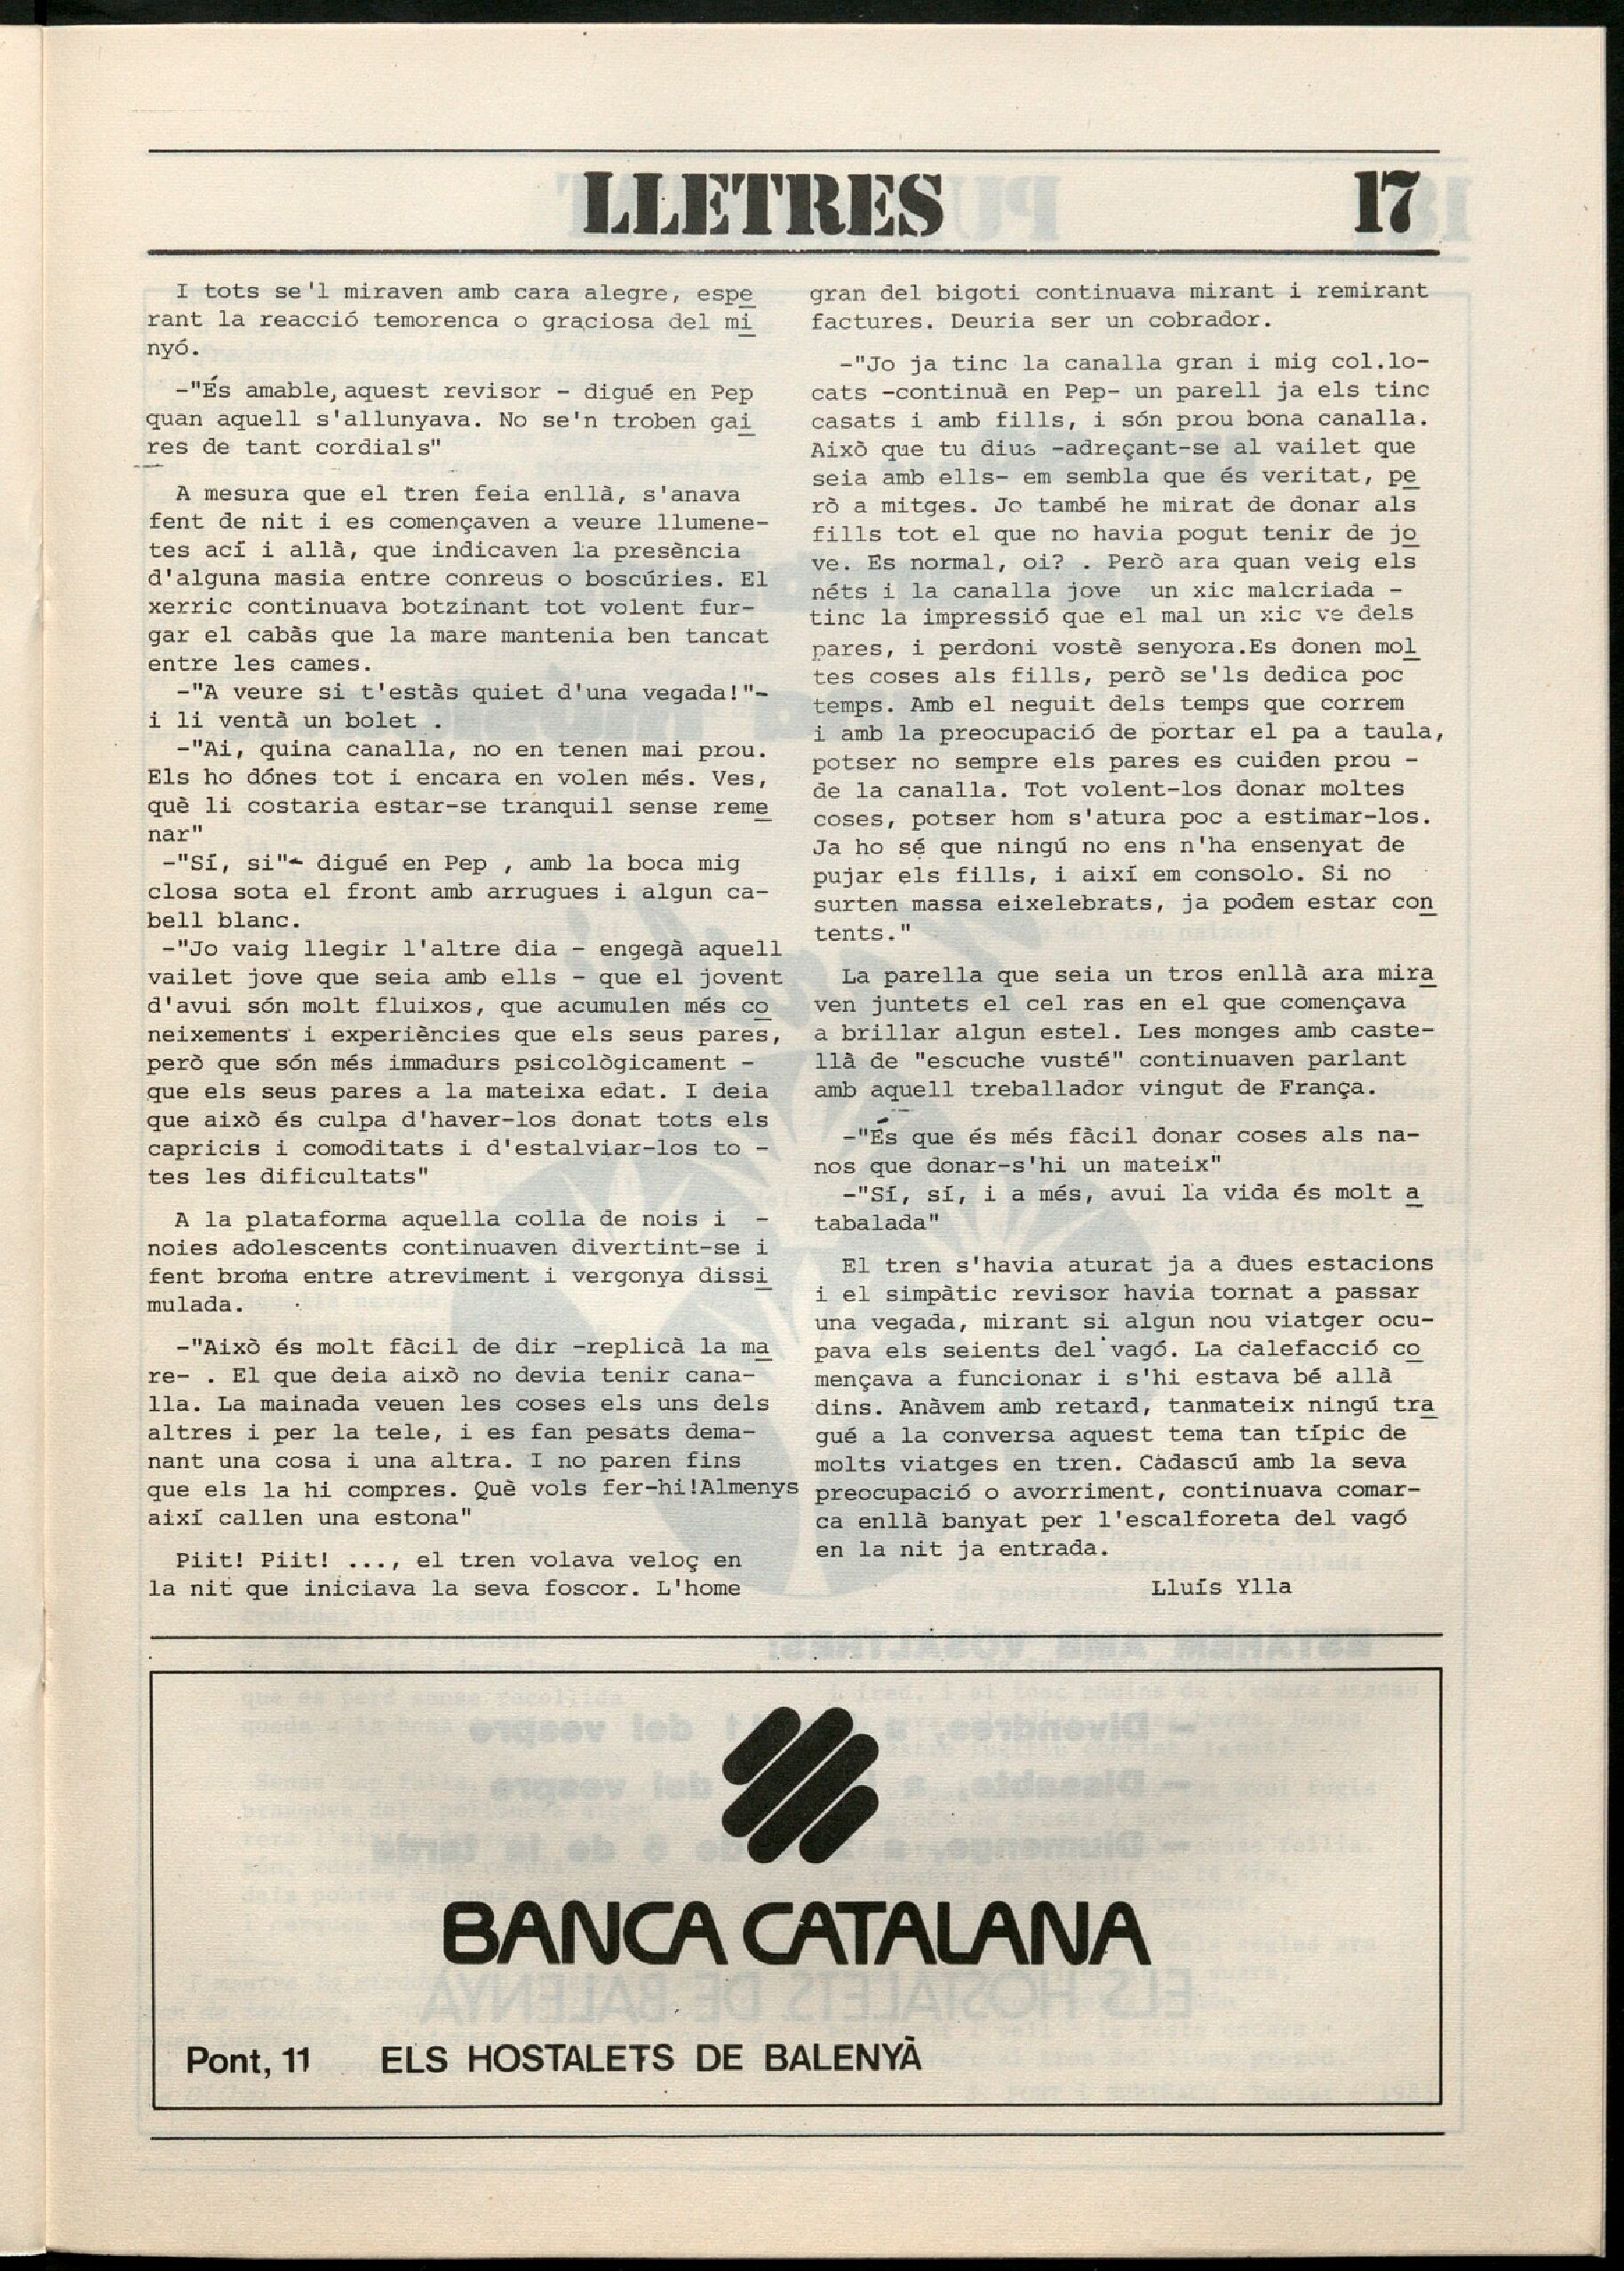 LLETRES 17
I tots se'l miraven amb cara alegre, espe
rant la reacció temorenca o graciosa del mi
nyó.
-"És amable, aquest revisor - digué en Pep
quan aquell s'allunyava. No se'n troben gai
res de tant cordials"
A mesura que el tren feia enllà, s'anava
fent de nit i es començaven a veure llumene-
tes ací i allà, que indicaven la presència
d'alguna masia entre conreus o boscúries. El
xerric continuava botzinant tot volent fur-
gar el cabàs que la mare mantenia ben tancat
entre les cames.
-"A veure si t'estàs quiet d'una vegada!"-
i li ventà un bolet .
-"Ai, quina canalla, no en tenen mai prou.
Els ho dónes tot i encara en volen més. Ves,
què li costaria estar-se tranquil sense reme
nar"
-"Sí, si"- digué en Pep , amb la boca mig
closa sota el front amb arrugues i algun ca-
bell blanc.
-"Jo vaig llegir l'altre dia - engegà aquell
vailet jove que seia amb ells - que el jovent
d'avui són molt fluixos, que acumulen més co
neixements i experiències que els seus pares,
però que són més immadurs psicològicament -
que els seus pares a la mateixa edat. I deia
que això és culpa d'haver-los donat tots els
capricis i comoditats i d'estalviar-los to -
tes les dificultats"
A la plataforma aquella colla de nois i -
noies adolescents continuaven divertint-se i
fent broma entre atreviment i vergonya dissi
mulada.
-"Això és molt fàcil de dir -replicà la ma
re- . El que deia això no devia tenir cana-
lla. La mainada veuen les coses els uns dels
altres i per la tele, i es fan pesats dema-
nant una cosa i una altra. I no paren fins
que els la hi compres. Què vols fer-hi!Almenys
així callen una estona"
Piit! Piit! ..., el tren volava veloç en
la nit que iniciava la seva foscor. L'home
gran del bigoti continuava mirant i remirant
factures. Deuria ser un cobrador.
-"Jo ja tinc la canalla gran i mig col.lo-
cats -continuà en Pep- un parell ja els tinc
casats i amb fills, i són prou bona canalla.
Això que tu dius -adreçant-se al vailet que
seia amb ells- em sembla que és veritat, pe
rò a mitges. Jo també he mirat de donar als
fills tot el que no havia pogut tenir de jo
ve. Es normal, oi? . Però ara quan veig els
néts i la canalla jove un xic malcriada -
tinc la impressió que el mal un xic ve dels
pares, i perdoni vostè senyora.Es donen mol
tes coses als fills, però se'ls dedica poc
temps. Amb el neguit dels temps que correm
i amb la preocupació de portar el pa a taula,
potser no sempre els pares es cuiden prou -
de la canalla. Tot volent-los donar moltes
coses, potser hom s'atura poc a estimar-los.
Ja ho sé que ningú no ens n'ha ensenyat de
pujar els fills, i així em consolo. Si no
surten massa eixelebrats, ja podem estar con
tents."
La parella que seia un tros enllà ara mira
ven juntets el cel ras en el que començava
a brillar algun estel. Les monges amb caste-
llà de "escuche vusté" continuaven parlant
amb aquell treballador vingut de França.
-"És que és més fàcil donar coses als na-
nos que donar-s'hi un mateix"
-"Sí, sí, i a més, avui la vida és molt a
tabalada"
El tren s'havia aturat ja a dues estacions
i el simpàtic revisor havia tornat a passar
una vegada, mirant si algun nou viatger ocu-
pava els seients del vagó. La calefacció co
mençava a funcionar i s'hi estava bé allà
dins. Anàvem amb retard, tanmateix ningú tra
gué a la conversa aquest tema tan típic de
molts viatges en tren. Cadascú amb la seva
preocupació o avorriment, continuava comar-
ca enllà banyat per l'escalforeta del vagó
en la nit ja entrada.
Lluís Ylla
BANCA CATALANA
Pont, 11 ELS HOSTALETS DE BALENYÀ